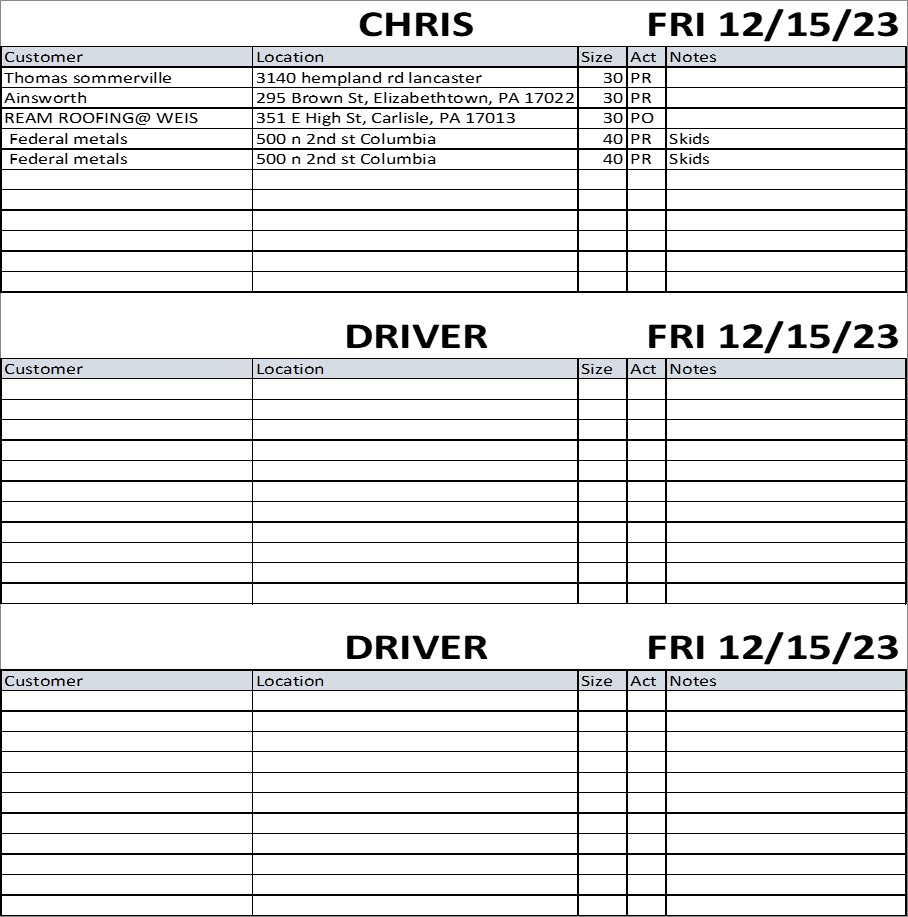 CHRIS FRI 12/15/23
Customer Location Size Act Notes
Thomas sommerville 3140 hempland rd lancaster 30 PR
Ainsworth 295 Brown St, Elizabethtown, PA 17022 30 PR
REAM ROOFING@ WEIS 351 E High St, Carlisle, PA 17013 30 PO
Federal metals 500 n 2nd st Columbia 40 PR Skids
Federal metals 500 n 2nd st Columbia 40 PR Skids
DRIVER FRI 12/15/23
Customer Location Size Act Notes
DRIVER FRI 12/15/23
Customer Location Size Act Notes